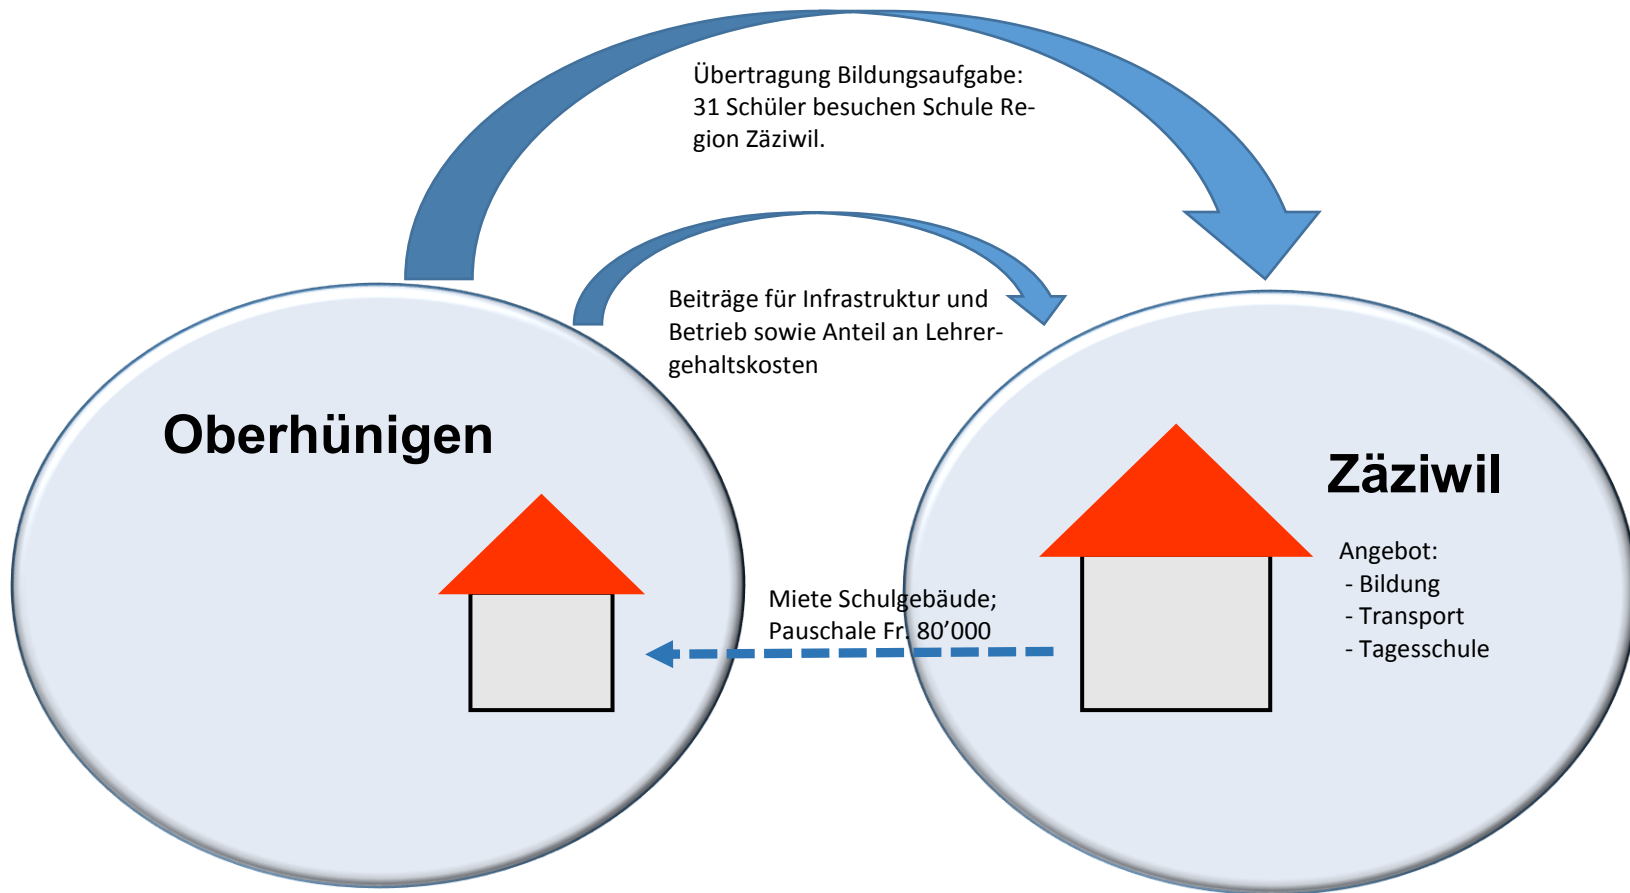 Übertragung Bildungsaufgabe:
31 Schüler besuchen Schule Re-
gion Zäziwil.
Beiträge für Infrastruktur und
Betrieb sowie Anteil an Lehrer-
gehaltskosten
Oberhünigen
Zäziwil
Angebot:
- Bildung
- Transport
- Tagesschule
Miete Schulgebäude;
Pauschale Fr. 80’000